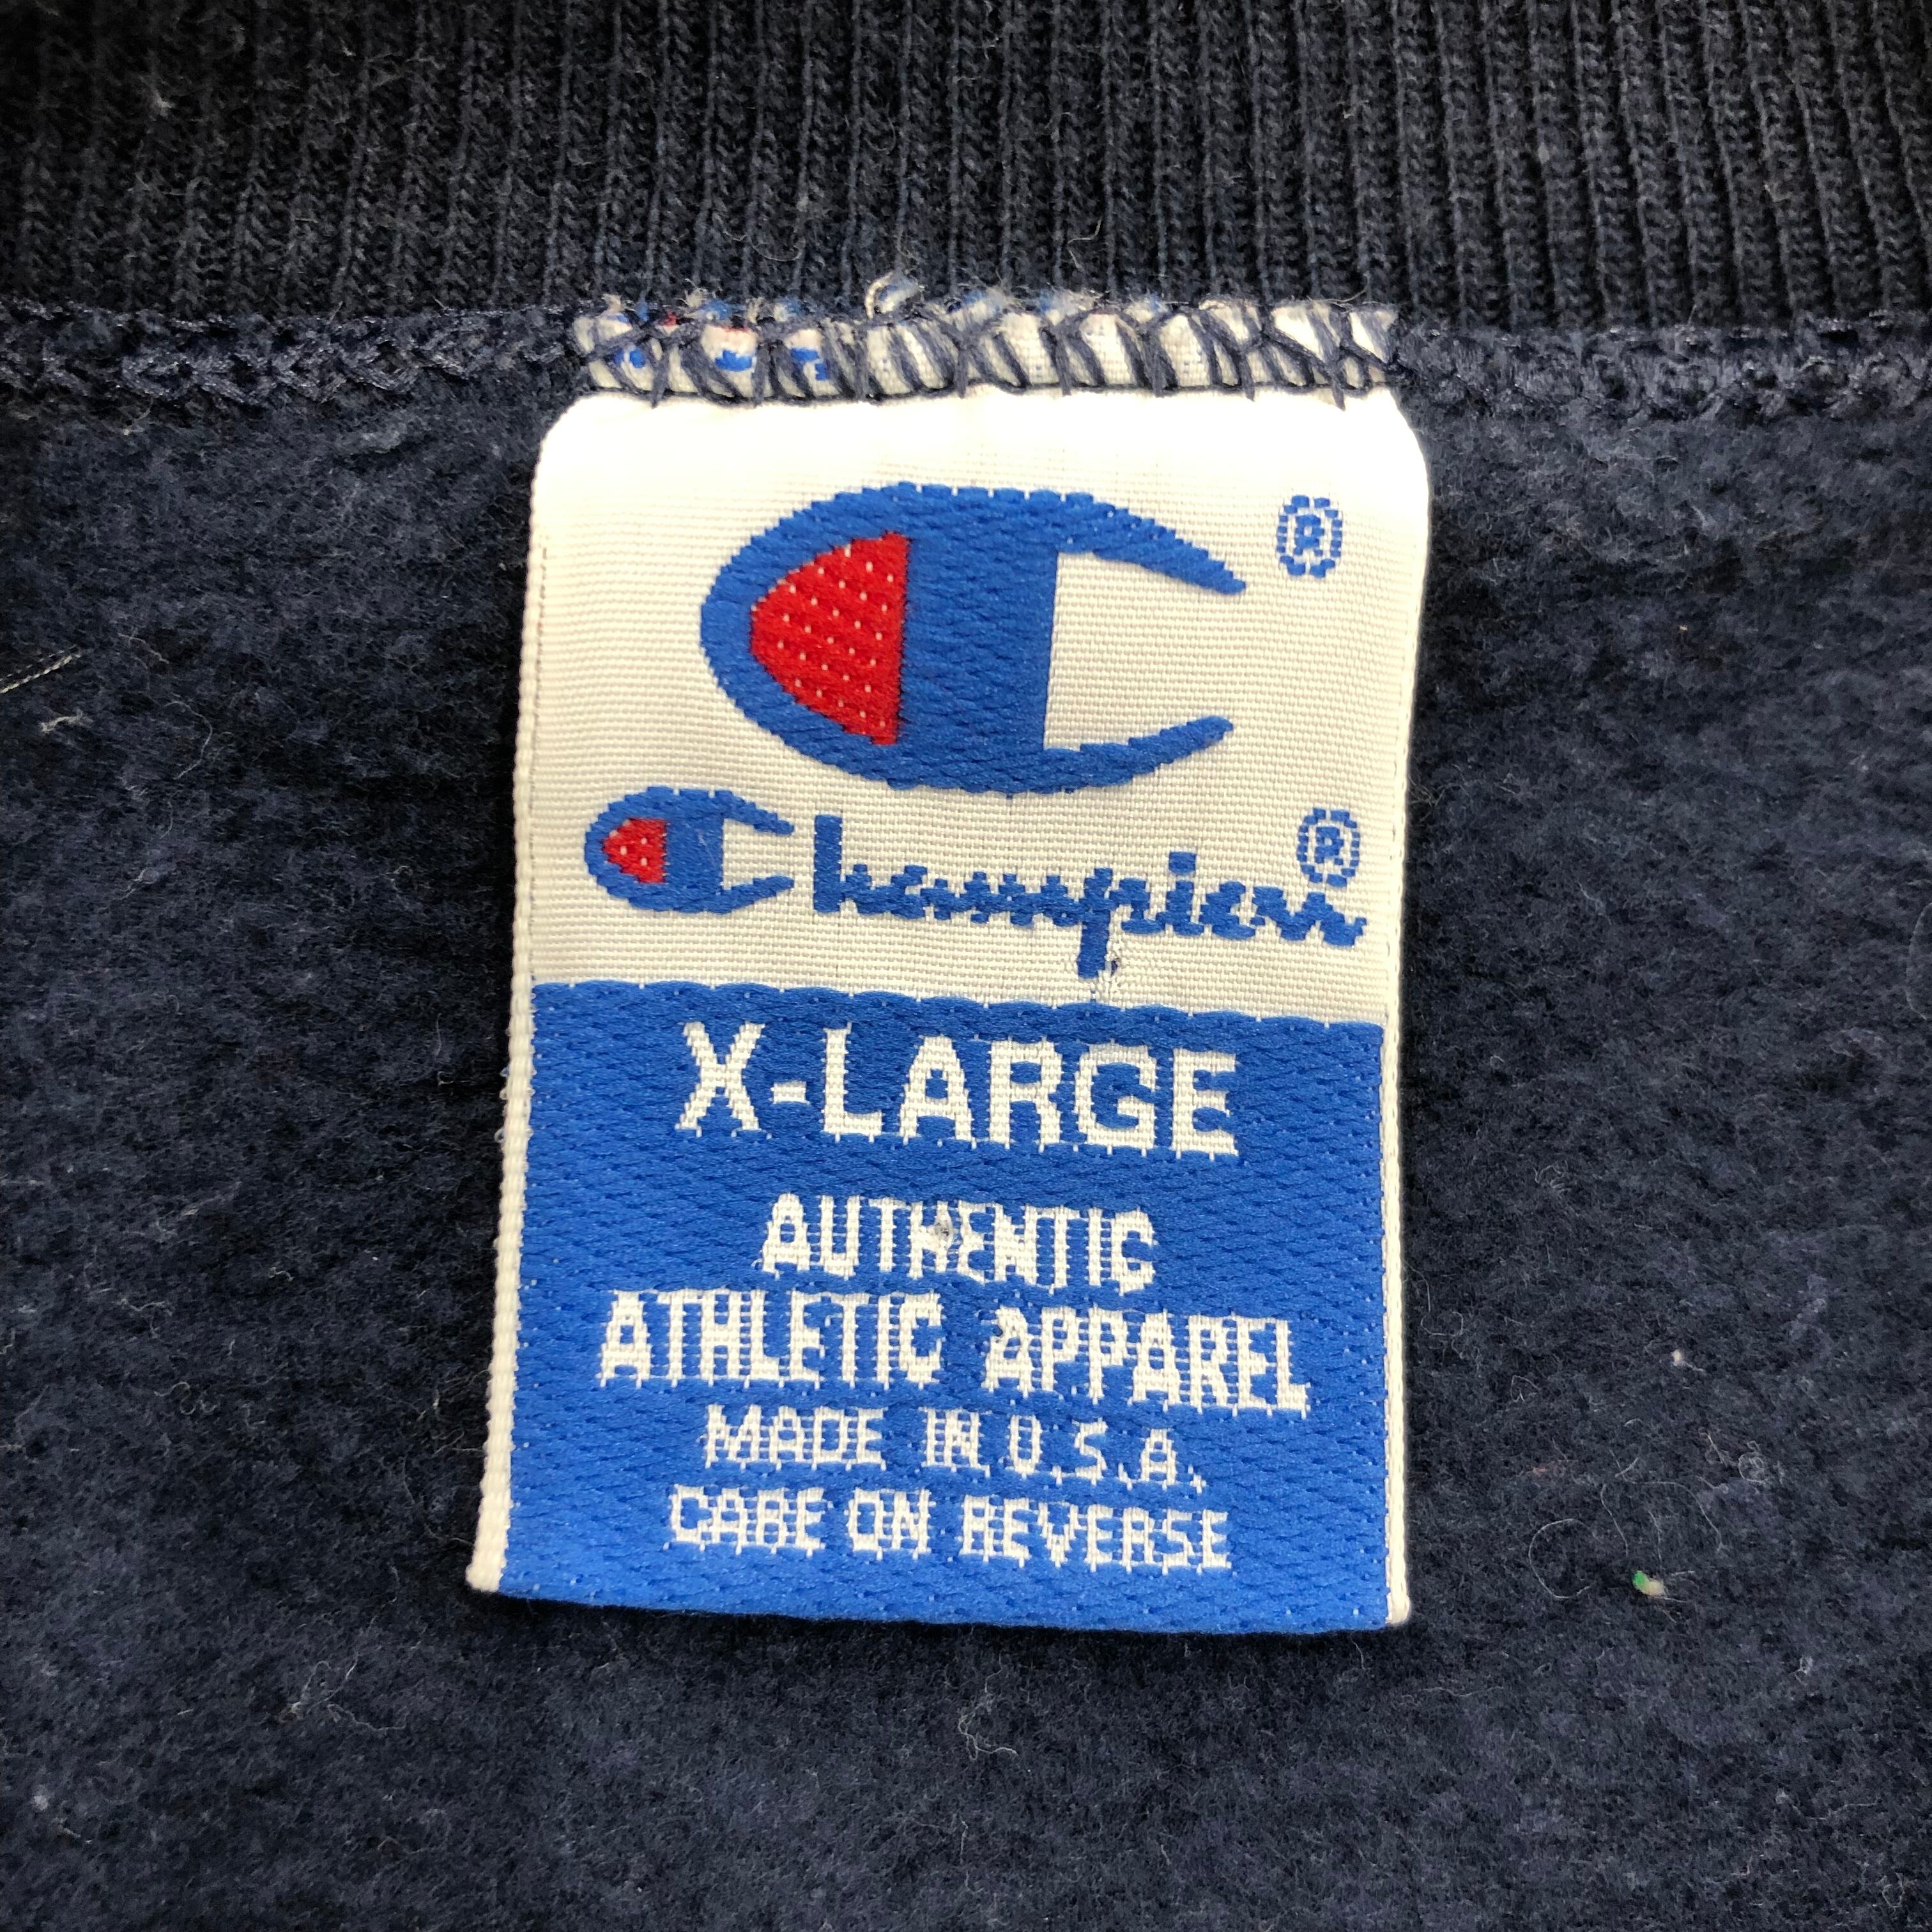 C ®
Champion ®
X-LARGE
AUTHENTIC
ATHLETIC APPAREL
MADE IN U.S.A.
CARE ON REVERSE